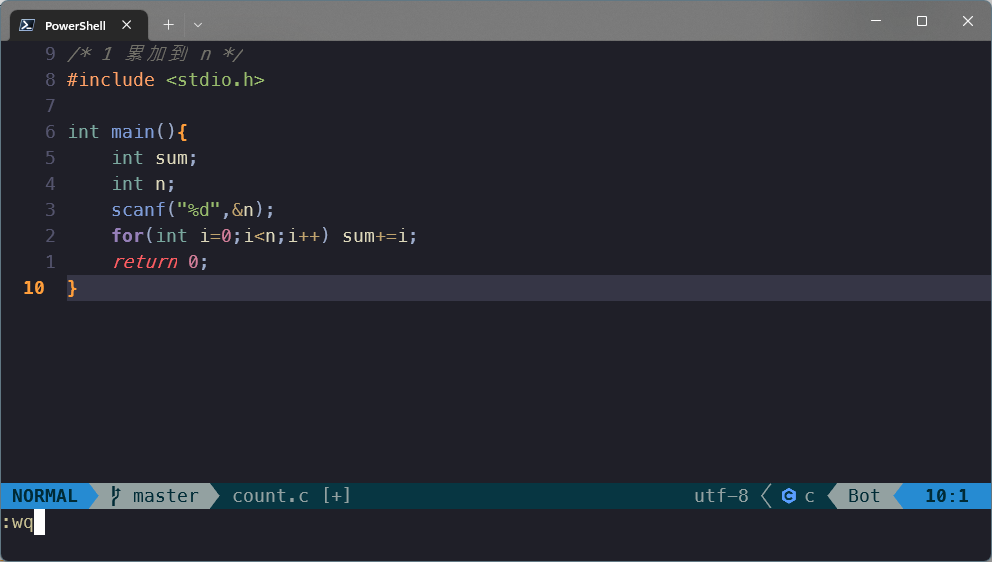 PowerShell
9 /* 1 累加到 n */
8 #include <stdio.h>
7
6 int main(){
5     int sum;
4     int n;
3     scanf("%d",&n);
2     for(int i=0;i<n;i++) sum+=i;
1     return 0;
10 }
NORMAL master count.c [+] utf-8 c Bot 10:1
:wq